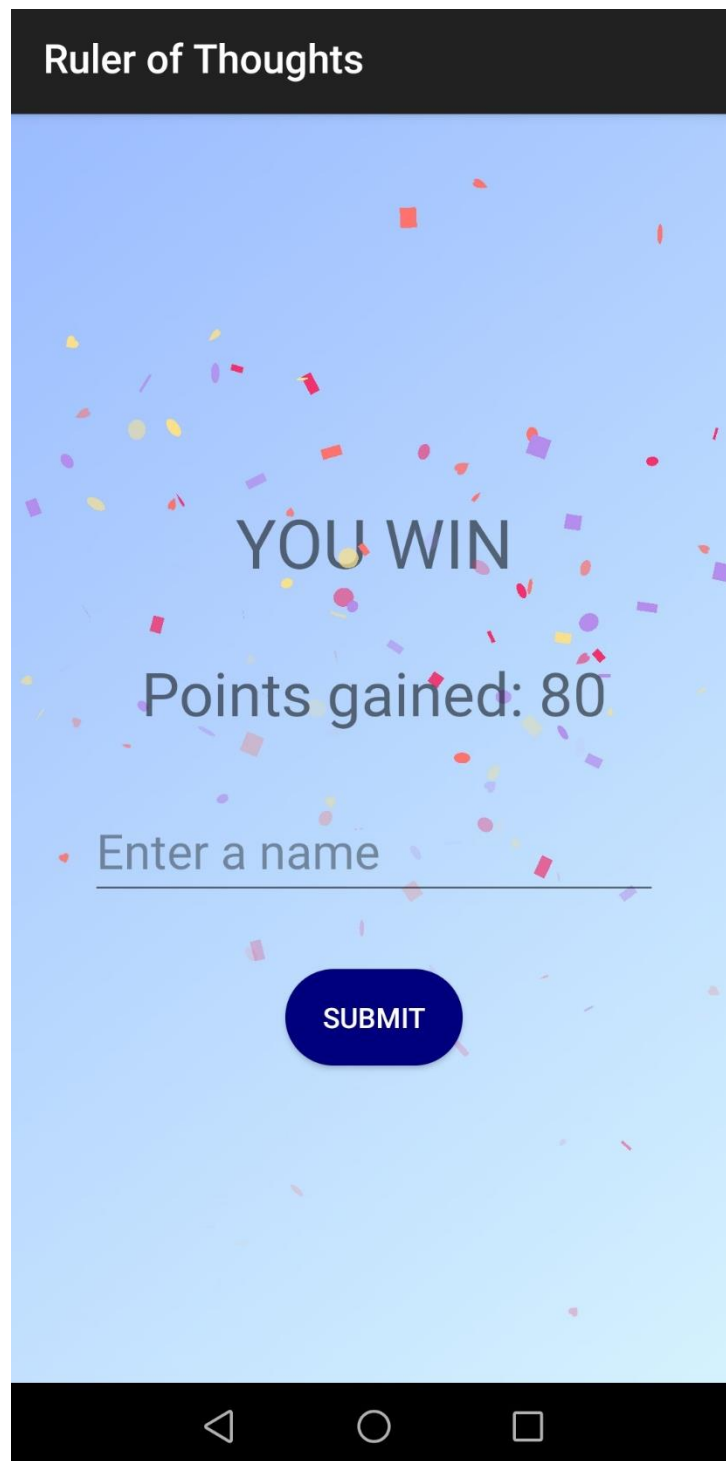 Ruler of Thoughts
YOU WIN
Points gained: 80
Enter a name
SUBMIT